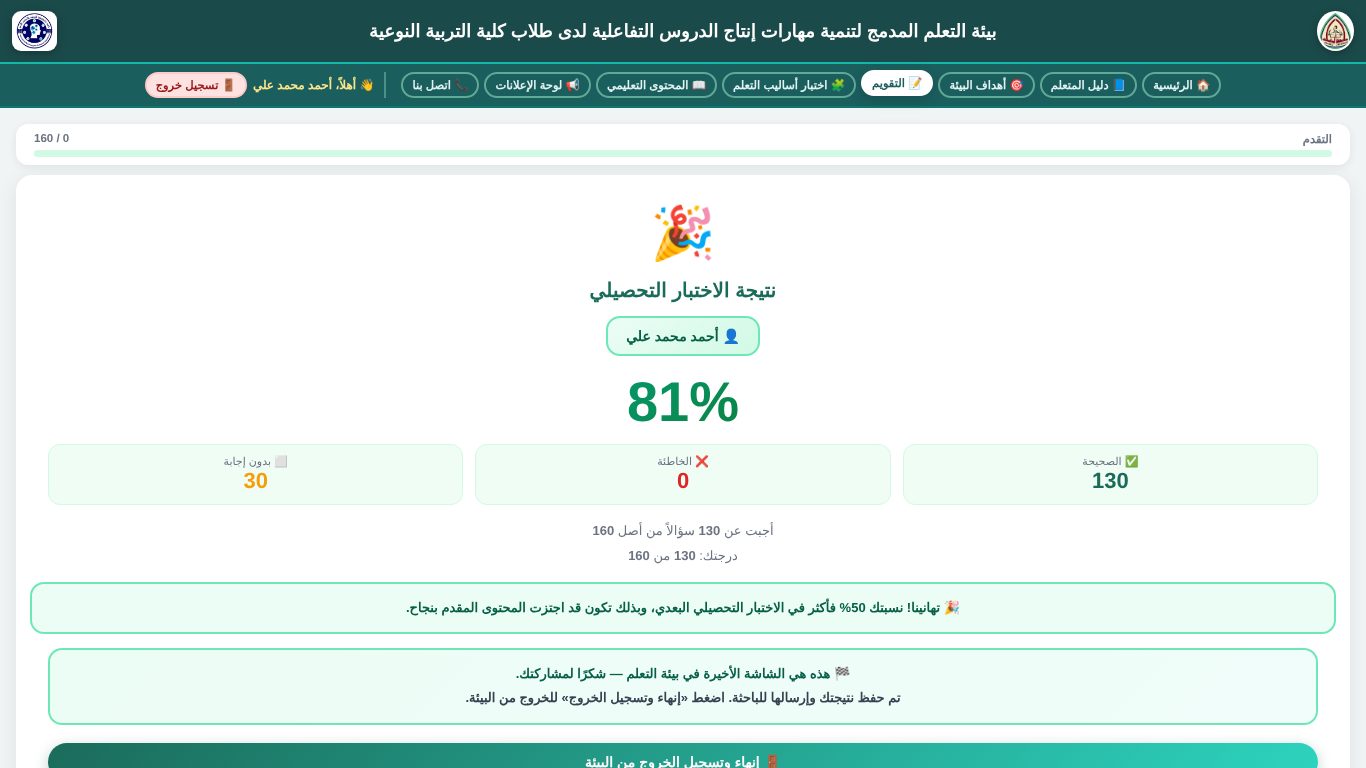 بيئة التعلم المدمج لتنمية مهارات إنتاج الدروس التفاعلية لدى طلاب كلية التربية النوعية
🏠 الرئيسية 📘 دليل المتعلم 🎯 أهداف البيئة 📝 التقويم 🧩 اختبار أساليب التعلم 📖 المحتوى التعليمي 📢 لوحة الإعلانات 📞 اتصل بنا 👋 أهلاً، أحمد محمد علي 🚪 تسجيل خروج
التقدم 0 / 160
نتيجة الاختبار التحصيلي
👤 أحمد محمد علي
81%
✅ الصحيحة ❌ الخاطئة ⬜ بدون إجابة
130 0 30
أجبت عن 130 سؤالاً من أصل 160
درجتك: 130 من 160
🎉 تهانينا! نسبتك 50% فأكثر في الاختبار التحصيلي البعدي، وبذلك تكون قد اجتزت المحتوى المقدم بنجاح.
🏁 هذه هي الشاشة الأخيرة في بيئة التعلم — شكرًا لمشاركتك.
تم حفظ نتيجتك وإرسالها للباحثة. اضغط «إنهاء وتسجيل الخروج» للخروج من البيئة.
🚪 إنهاء وتسجيل الخروج من البيئة